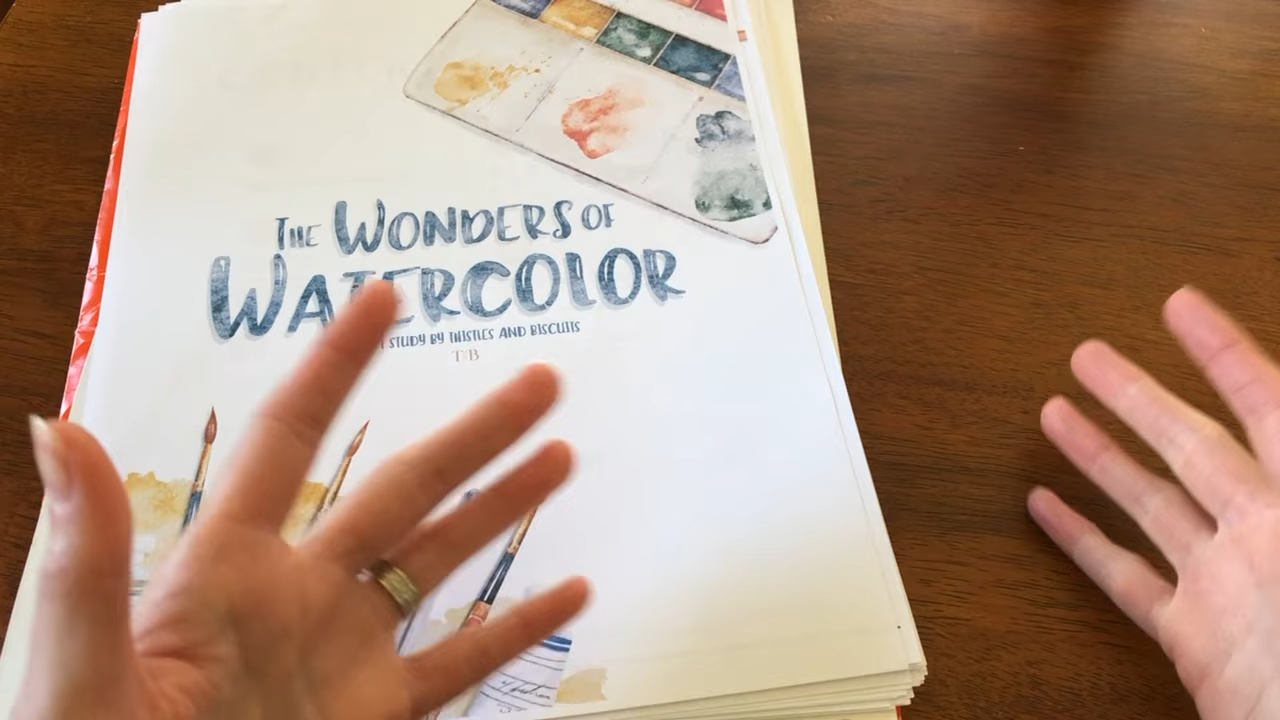 THE WONDERS OF
WATERCOLOR
STUDY BY THISTLES AND BISCUITS
T B